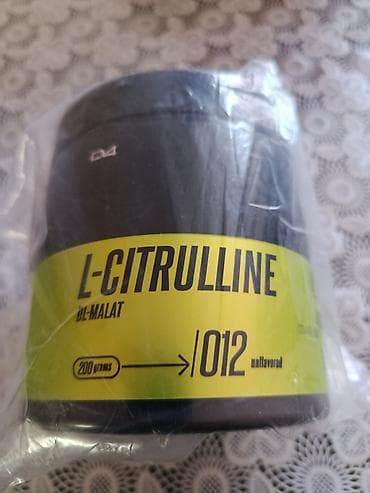 L-CITRULLINE
DL-MALAT
200 grams
/012
unflavored